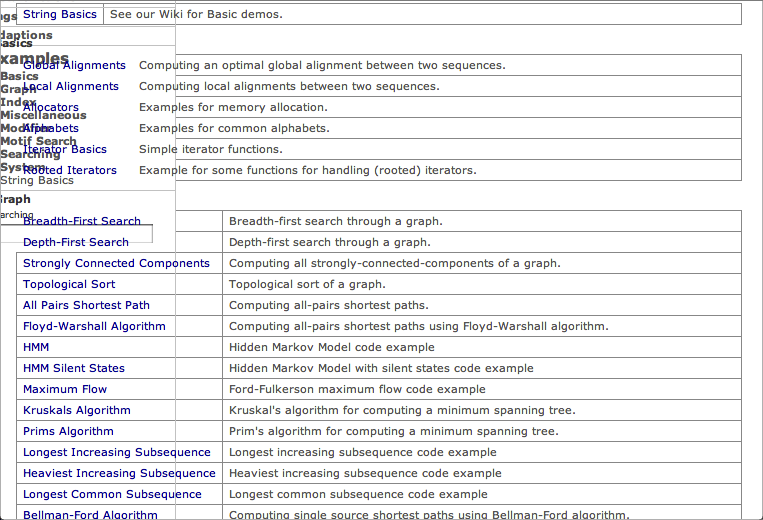 String Basics See our Wiki for Basic demos.
ngs
daptions
asics
xamples
Global Alignments Computing an optimal global alignment between two sequences.
Basics
Local Alignments Computing local alignments between two sequences.
Graph
Index
Allocators Examples for memory allocation.
Miscellaneous
Alphabets Examples for common alphabets.
Motif Search
Iterator Basics Simple iterator functions.
Searching
System
Rooted Iterators Example for some functions for handling (rooted) iterators.
String Basics
raph
arching
Breadth-First Search Breadth-first search through a graph.
Depth-First Search Depth-first search through a graph.
Strongly Connected Components Computing all strongly-connected-components of a graph.
Topological Sort Topological sort of a graph.
All Pairs Shortest Path Computing all-pairs shortest paths.
Floyd-Warshall Algorithm Computing all-pairs shortest paths using Floyd-Warshall algorithm.
HMM Hidden Markov Model code example
HMM Silent States Hidden Markov Model with silent states code example
Maximum Flow Ford-Fulkerson maximum flow code example
Kruskals Algorithm Kruskal's algorithm for computing a minimum spanning tree.
Prims Algorithm Prim's algorithm for computing a minimum spanning tree.
Longest Increasing Subsequence Longest increasing subsequence code example
Heaviest Increasing Subsequence Heaviest increasing subsequence code example
Longest Common Subsequence Longest common subsequence code example
Bellman-Ford Algorithm Computing single source shortest paths using Bellman-Ford algorithm.